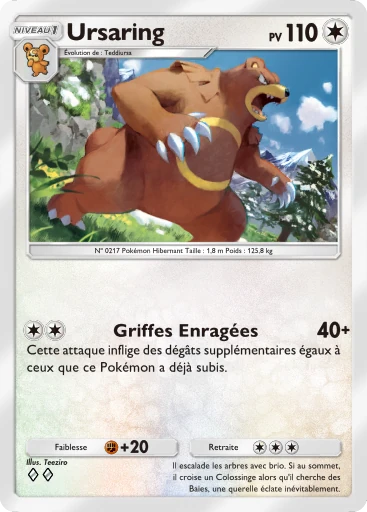 NIVEAU 1
Ursaring
PV 110
Evolution de : Teddiursa
N° 0217 Pokémon Hibernant Taille : 1,8 m Poids : 125,8 kg
Griffes Enragées 40+
Cette attaque inflige des dégâts supplémentaires égaux à
ceux que ce Pokémon a déjà subis.
Faiblesse +20
Retraite
Illus. Teeziro
Il escalade les arbres avec brio. Si au sommet,
il croise un Colossinge alors qu'il cherche des
Baies, une querelle éclate inévitablement.